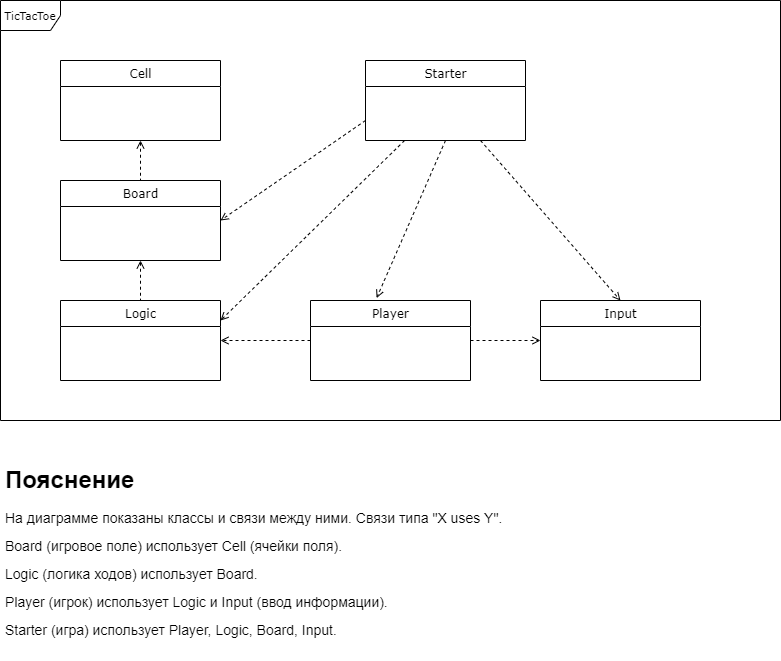 TicTacToe
Cell
Starter
Board
Logic
Player
Input
Пояснение
На диаграмме показаны классы и связи между ними. Связи типа "X uses Y".
Board (игровое поле) использует Cell (ячейки поля).
Logic (логика ходов) использует Board.
Player (игрок) использует Logic и Input (ввод информации).
Starter (игра) использует Player, Logic, Board, Input.